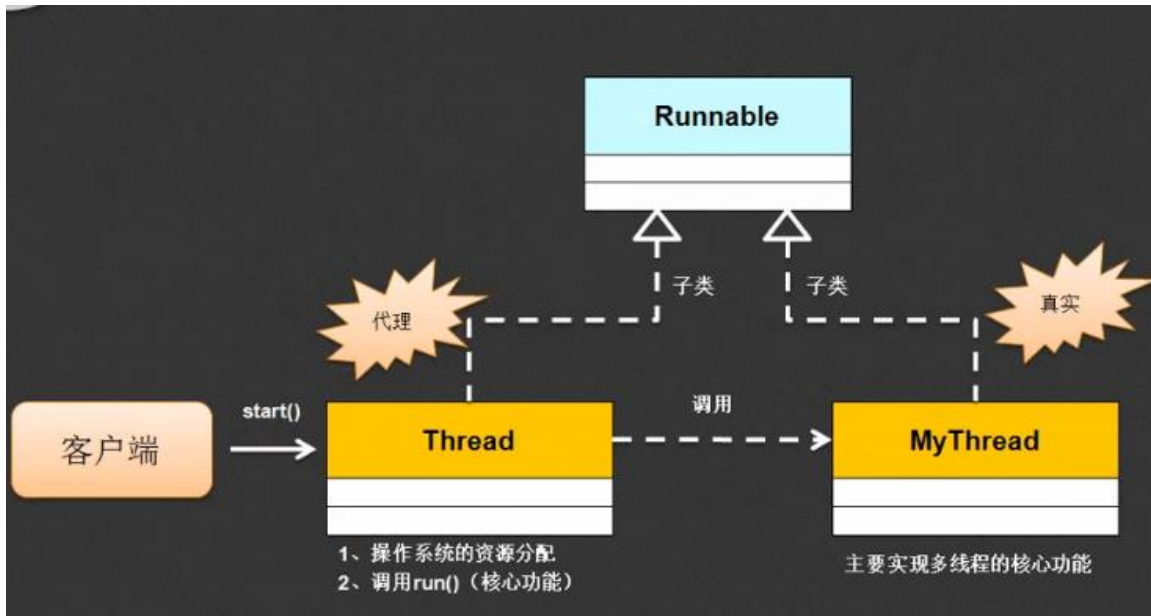 Runnable
子类
子类
代理
真实
客户端
start()
Thread
调用
MyThread
1、操作系统的资源分配
2、调用run()（核心功能）
主要实现多线程的核心功能